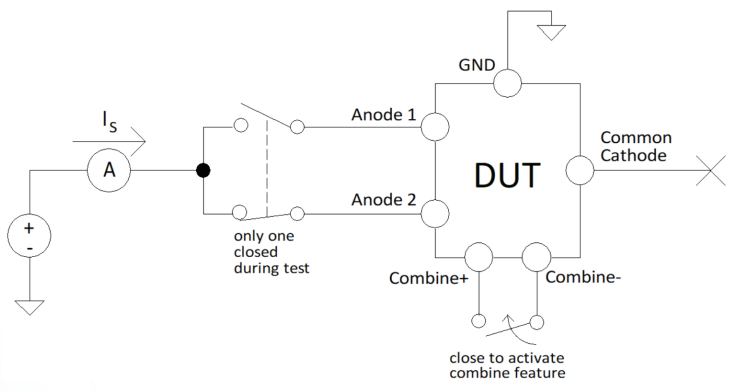 GND
I_S
Anode 1
A
Common
Cathode
DUT
Anode 2
+
-
only one
closed
during test
Combine+
Combine-
close to activate
combine feature